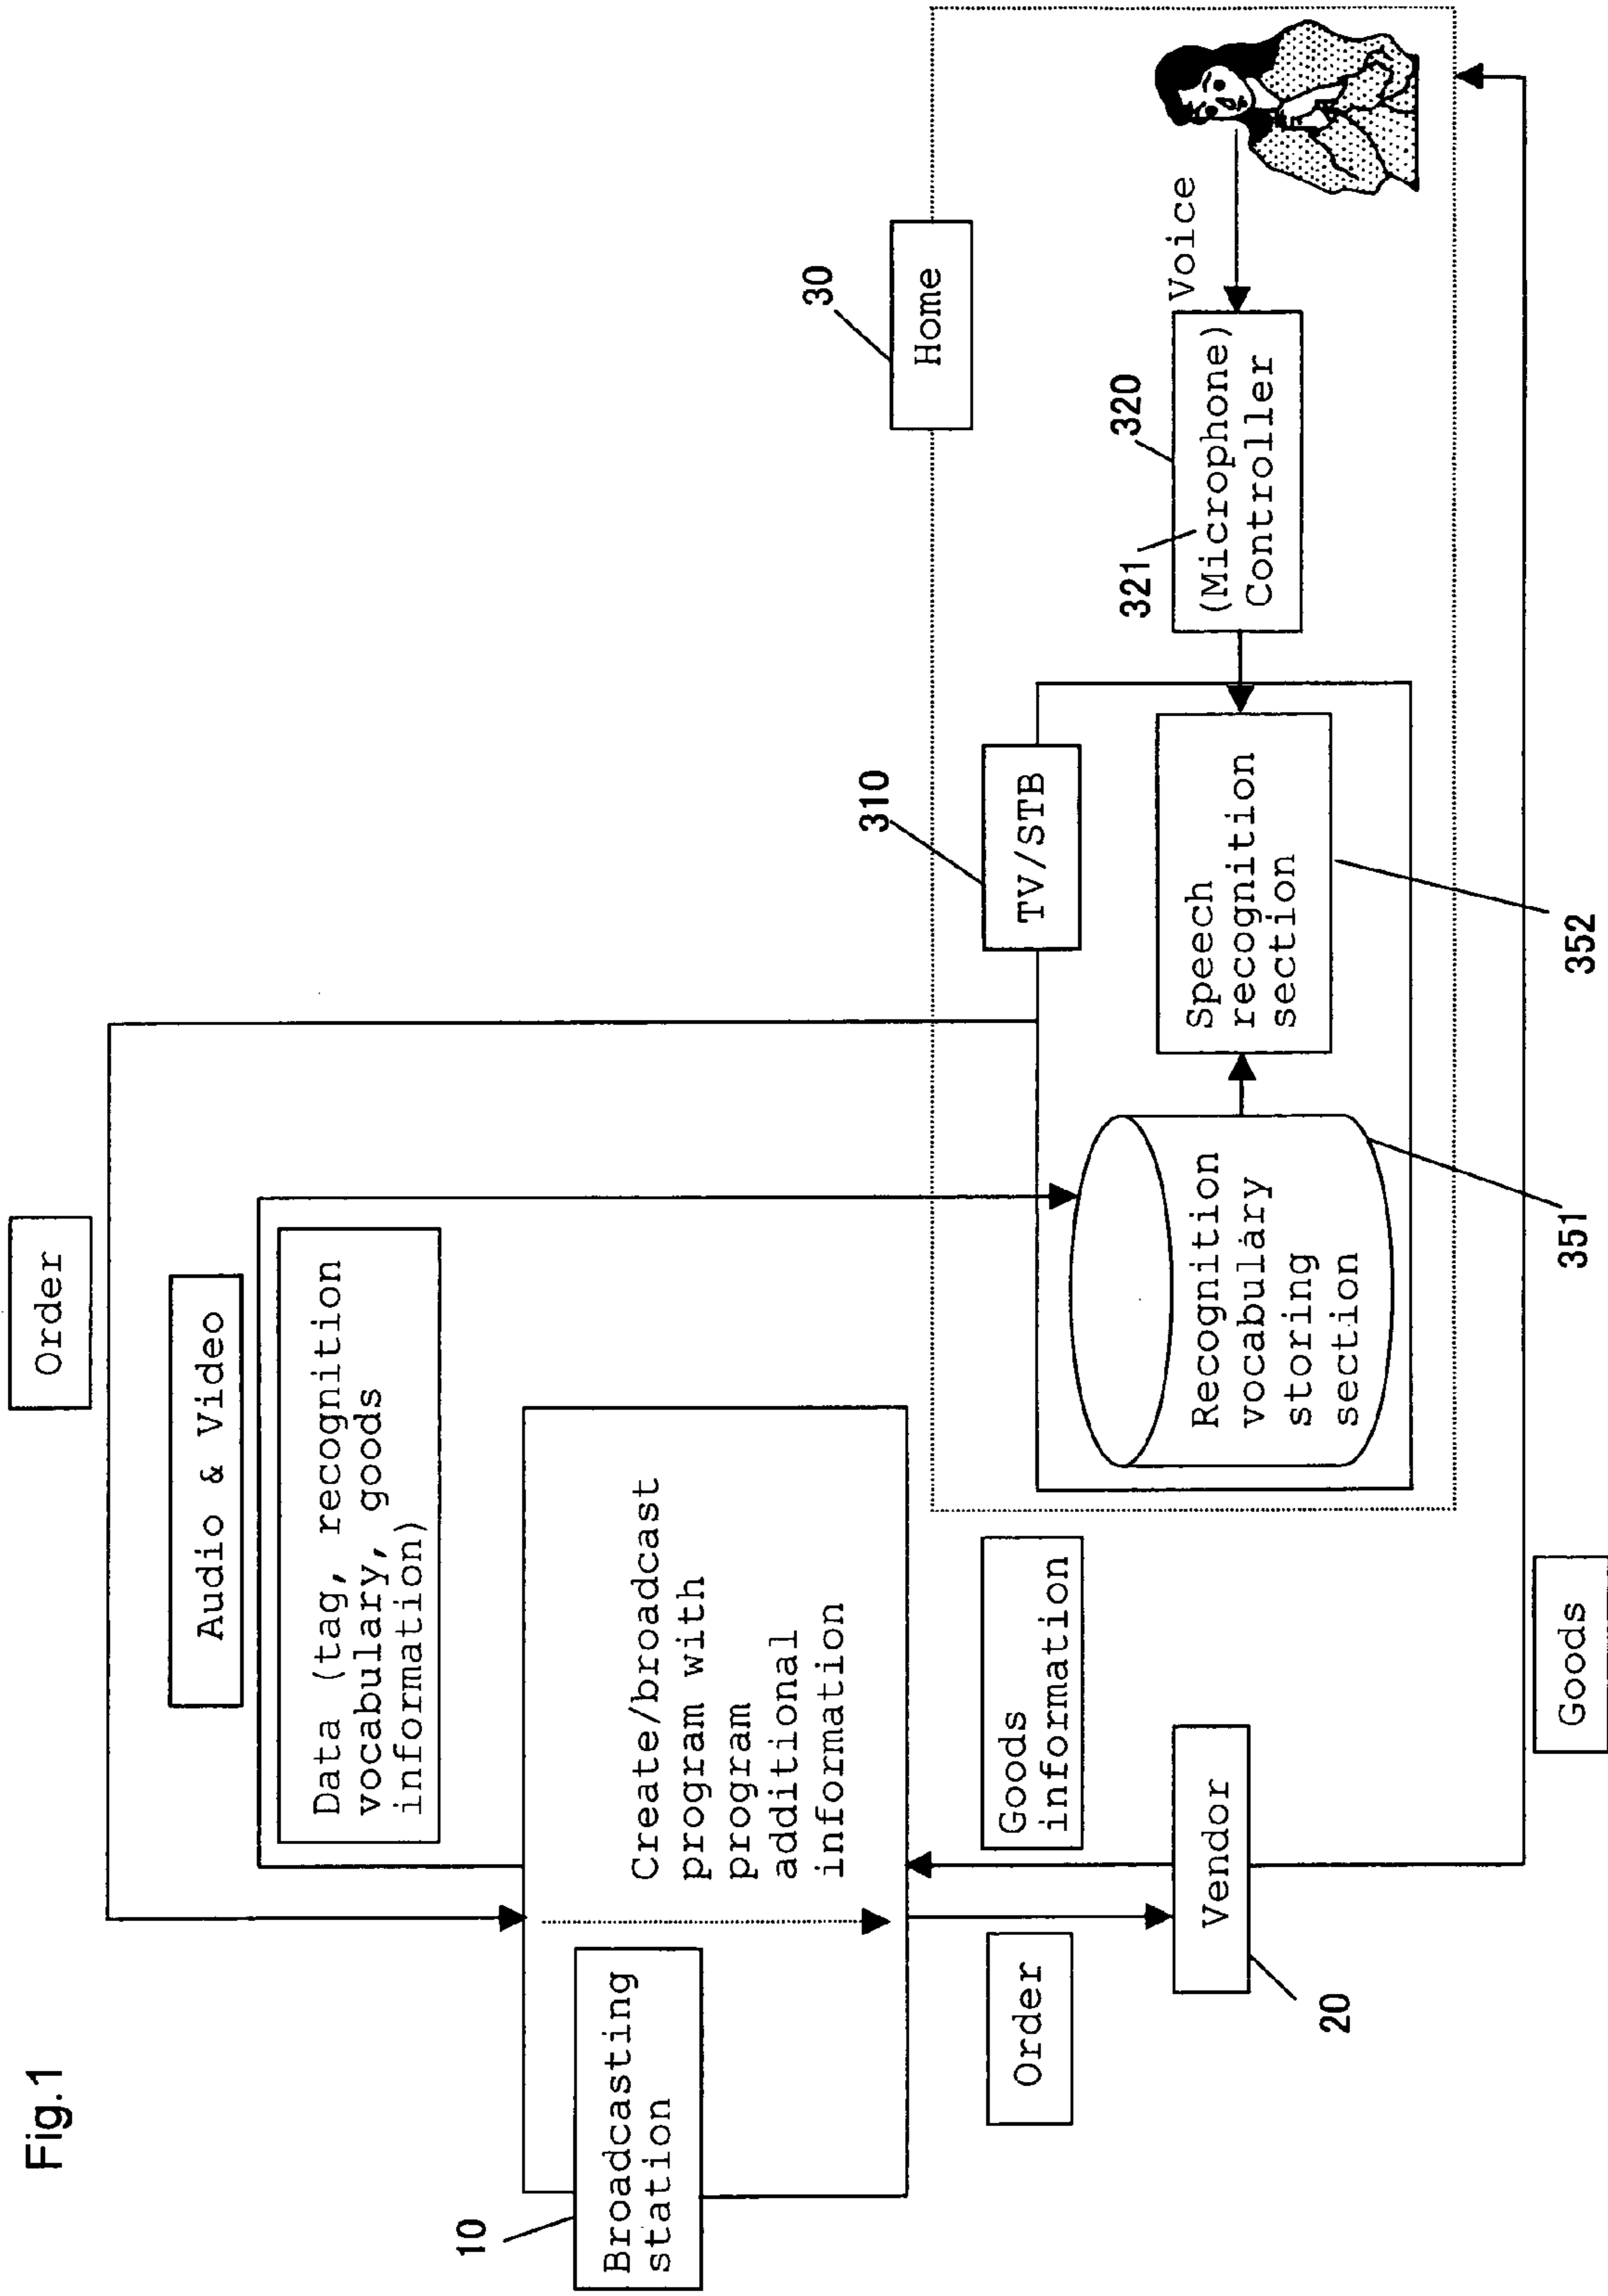 Fig.1
Order
Audio & Video
Data (tag, recognition
vocabulary, goods
information)
10
Broadcasting
station
Create/broadcast
program with
program
additional
information
Order
Goods
information
Vendor
20
Goods
30
Home
310
TV/STB
Recognition
vocabulary
storing
section
351
Speech
recognition
section
352
320
321
(Microphone)
Controller
Voice